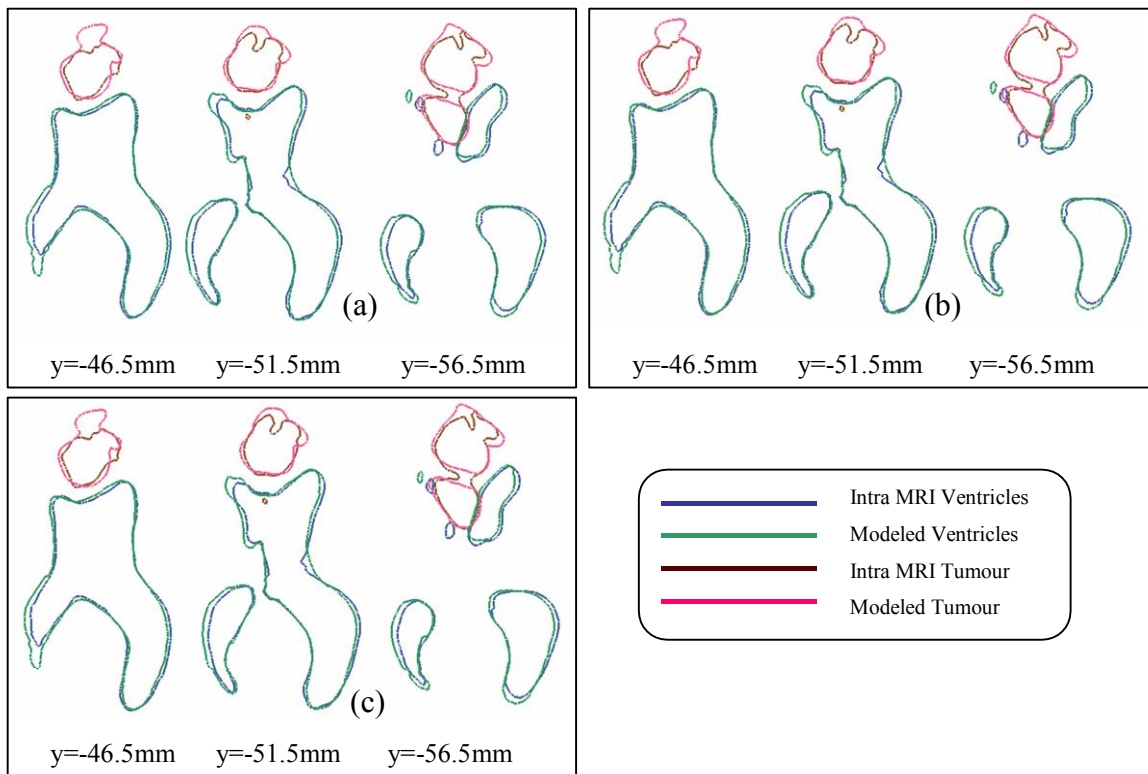 (a)
y=-46.5mm y=-51.5mm y=-56.5mm
(b)
y=-46.5mm y=-51.5mm y=-56.5mm
(c)
y=-46.5mm y=-51.5mm y=-56.5mm
Intra MRI Ventricles
Modeled Ventricles
Intra MRI Tumour
Modeled Tumour